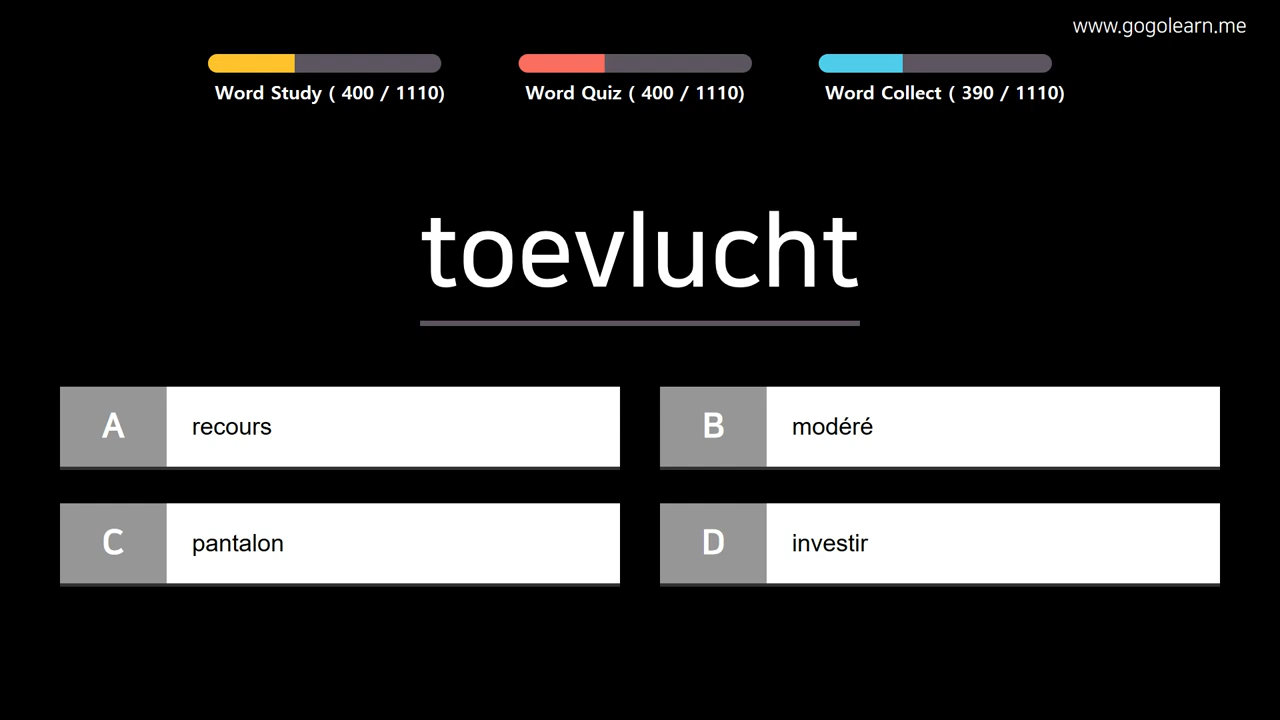 www.gogolearn.me
Word Study ( 400 / 1110)
Word Quiz ( 400 / 1110)
Word Collect ( 390 / 1110)
toevlucht
A
recours
B
modéré
C
pantalon
D
investir